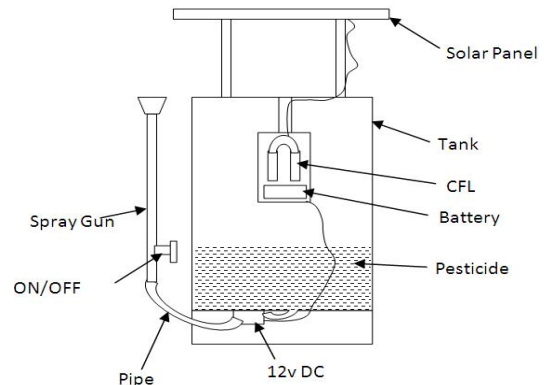 Solar Panel
Tank
CFL
Battery
Spray Gun
Pesticide
ON/OFF
12v DC
Pipe